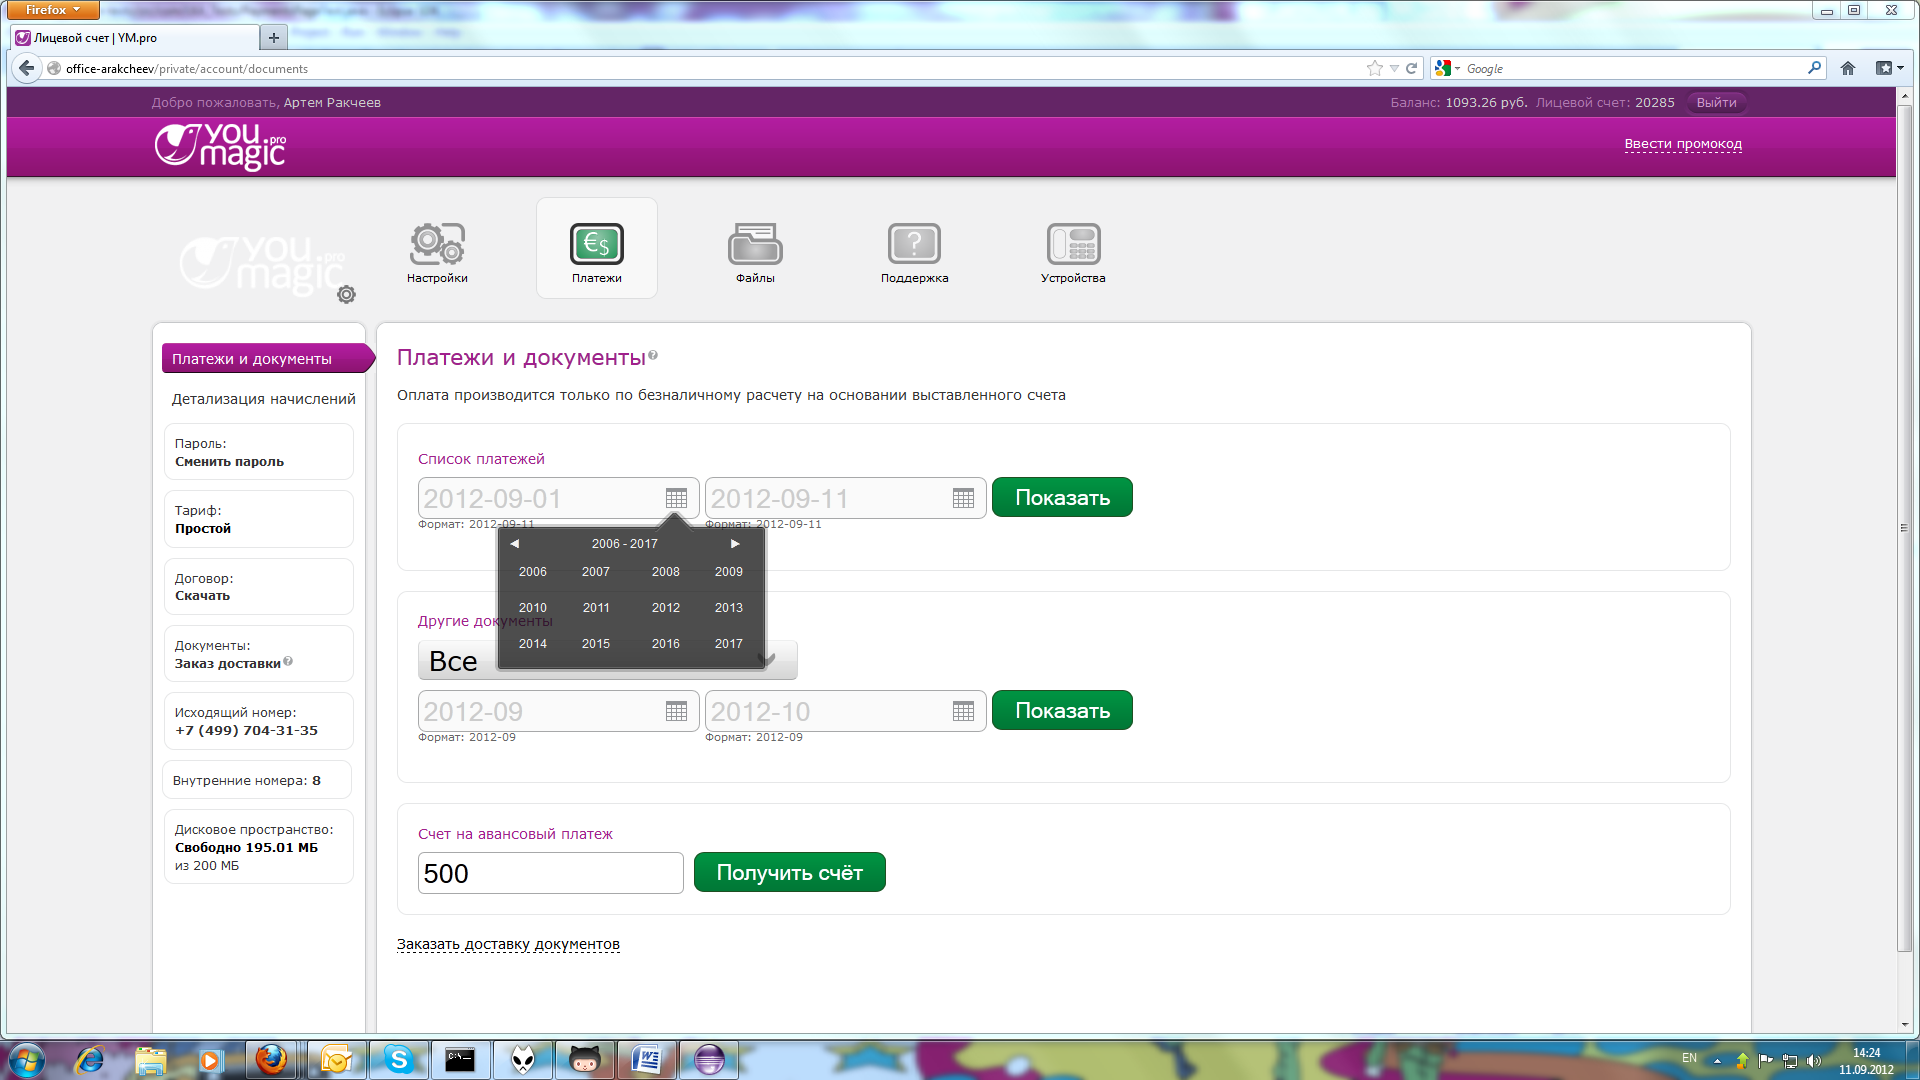 Firefox
Лицевой счет | YM.pro
office-arakcheev/private/account/documents
Google
Добро пожаловать, Артем Ракчеев
Баланс: 1093.26 руб. Лицевой счет: 20285 Выйти
you magic .pro
Ввести промокод
you magic .pro
Настройки
Платежи
Файлы
Поддержка
Устройства
Платежи и документы
Детализация начислений
Пароль:
Сменить пароль
Тариф:
Простой
Договор:
Скачать
Документы:
Заказ доставки
Исходящий номер:
+7 (499) 704-31-35
Внутренние номера: 8
Дисковое пространство:
Свободно 195.01 МБ
из 200 МБ
Платежи и документы
Оплата производится только по безналичному расчету на основании выставленного счета
Список платежей
2012-09-01 2012-09-11 Показать
Формат: 2012-09-11 Формат: 2012-09-11
2006 - 2017
2006 2007 2008 2009
2010 2011 2012 2013
2014 2015 2016 2017
Другие документы
Все
2012-09 2012-10 Показать
Формат: 2012-09 Формат: 2012-09
Счет на авансовый платеж
500 Получить счёт
Заказать доставку документов
EN
14:24
11.09.2012